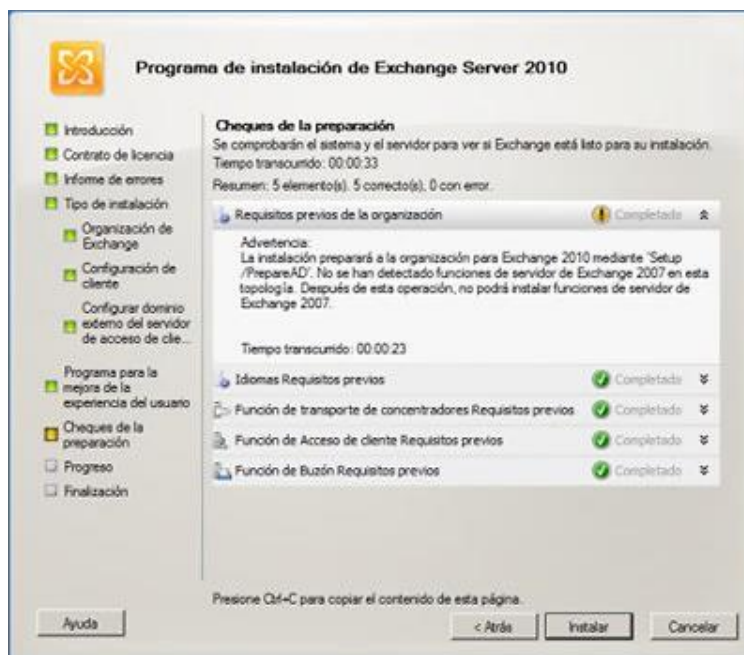 Programa de instalación de Exchange Server 2010
Introducción
Contrato de licencia
Informe de errores
Tipo de instalación
Organización de
Exchange
Configuración de
cliente
Configurar dominio
externo del servidor
de acceso de clie...
Programa para la
mejora de la
experiencia del usuario
Cheques de la
preparación
Progreso
Finalización
Cheques de la preparación
Se comprobarán el sistema y el servidor para ver si Exchange está listo para su instalación.
Tiempo transcurrido: 00:00:33
Resumen: 5 elemento(s). 5 correcto(s), 0 con error.
Requisitos previos de la organización Completado
Advertencia:
La instalación preparará a la organización para Exchange 2010 mediante 'Setup
/PrepareAD'. No se han detectado funciones de servidor de Exchange 2007 en esta
topología. Después de esta operación, no podrá instalar funciones de servidor de
Exchange 2007.
Tiempo transcurrido: 00:00:23
Idiomas Requisitos previos Completado
Función de transporte de concentradores Requisitos previos Completado
Función de Acceso de cliente Requisitos previos Completado
Función de Buzón Requisitos previos Completado
Presione Ctrl+C para copiar el contenido de esta página.
Ayuda
< Atrás
Instalar
Cancelar